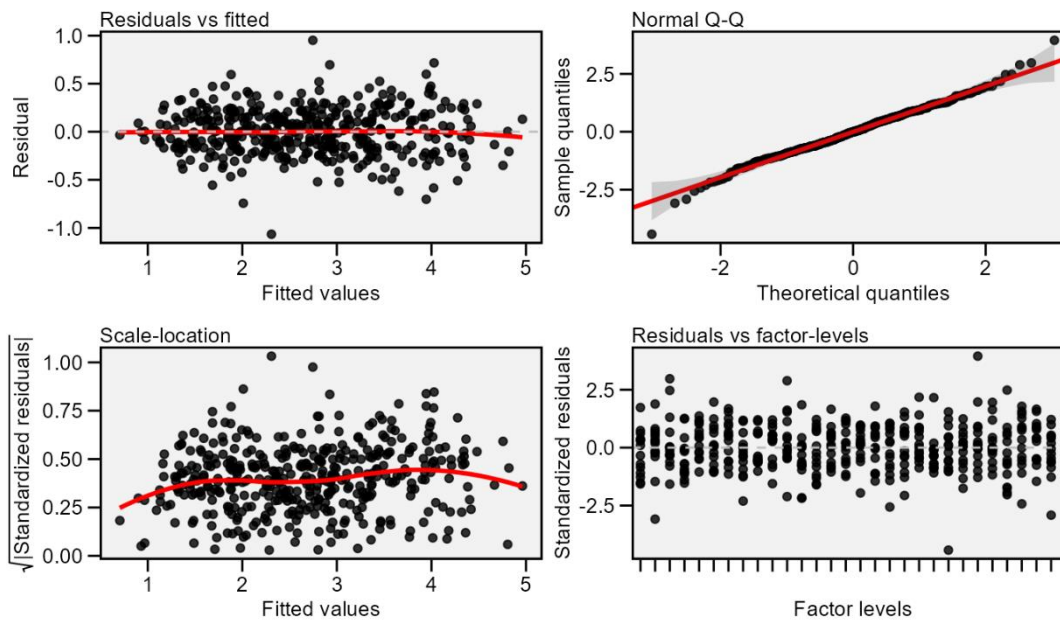 Residuals vs fitted
1.0
0.5
0.0
-0.5
-1.0
Residual
1 2 3 4 5
Fitted values
Normal Q-Q
2.5
0.0
-2.5
Sample quantiles
-2 0 2
Theoretical quantiles
Scale-location
1.00
0.75
0.50
0.25
0.00
√|Standardized residuals|
1 2 3 4 5
Fitted values
Residuals vs factor-levels
2.5
0.0
-2.5
Standardized residuals
Factor levels